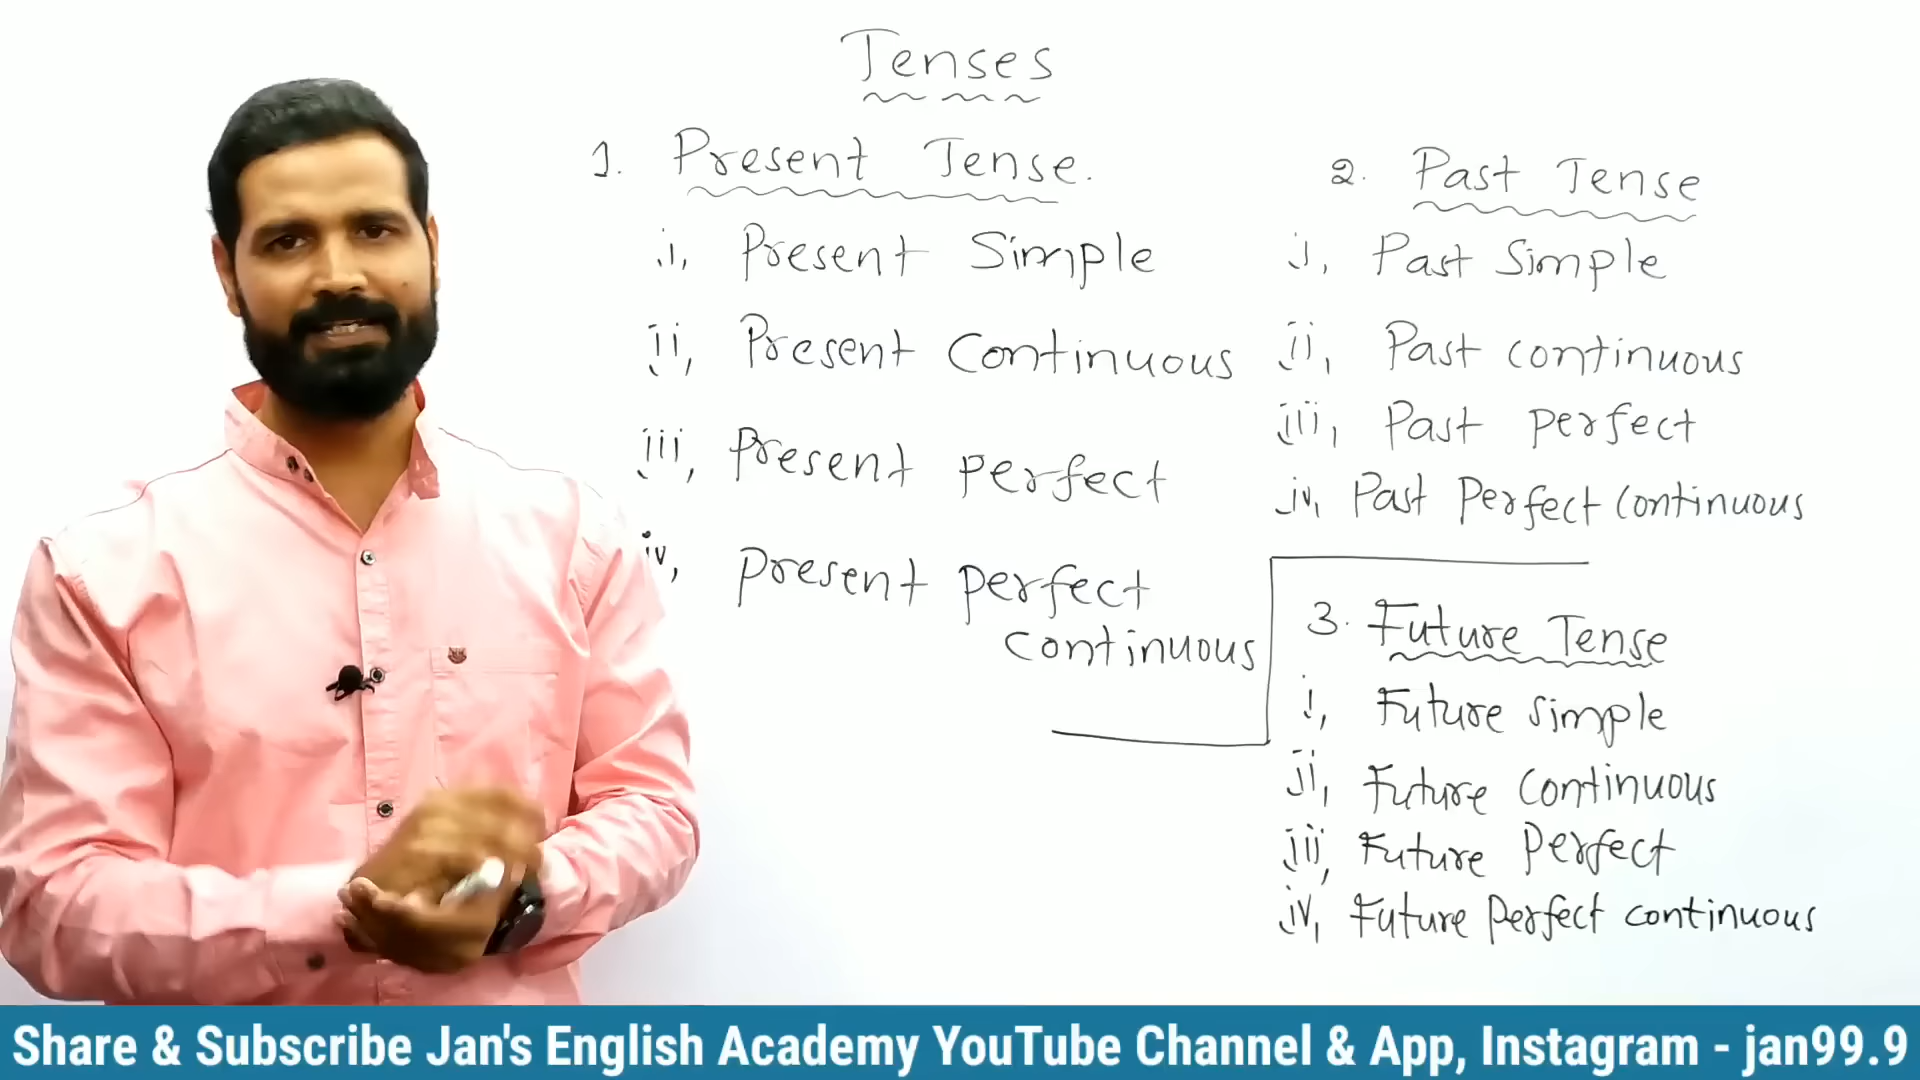 Tenses
1. Present Tense.
i, Present Simple
ii, Present Continuous
iii, Present perfect
iv, present perfect
continuous
2. Past Tense
i, Past Simple
ii, Past continuous
iii, Past perfect
iv, Past Perfect Continuous
3. Future Tense
i, Future simple
ii, Future Continuous
iii, Future Perfect
iv, Future Perfect continuous
Share & Subscribe Jan's English Academy YouTube Channel & App, Instagram - jan99.9